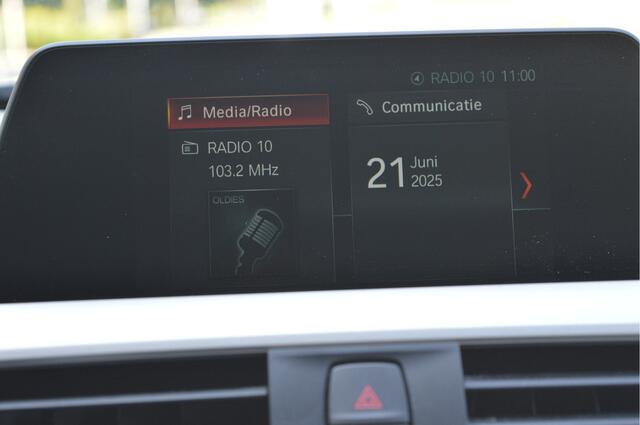 RADIO 10 11:00
Media/Radio
Communicatie
RADIO 10
103.2 MHz
OLDIES
21 Juni
2025